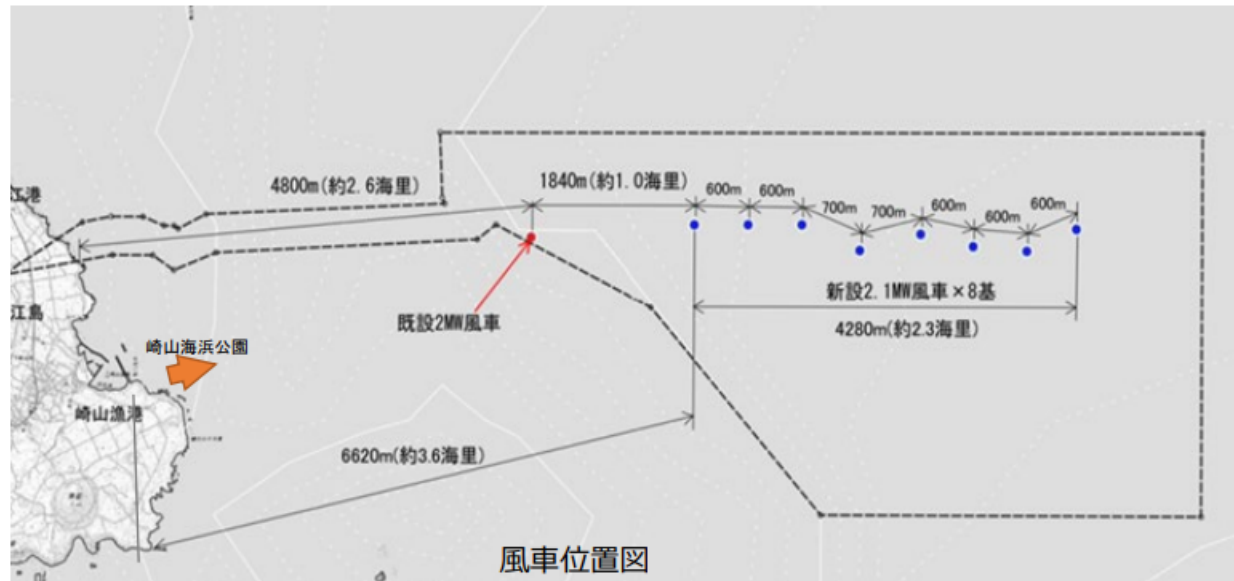 江港
4800m(約2.6海里)
1840m(約1.0海里)
600m
600m
700m
700m
600m
600m
600m
既設2MW風車
新設2.1MW風車×8基
4280m(約2.3海里)
江島
崎山海浜公園
崎山漁港
6620m(約3.6海里)
風車位置図